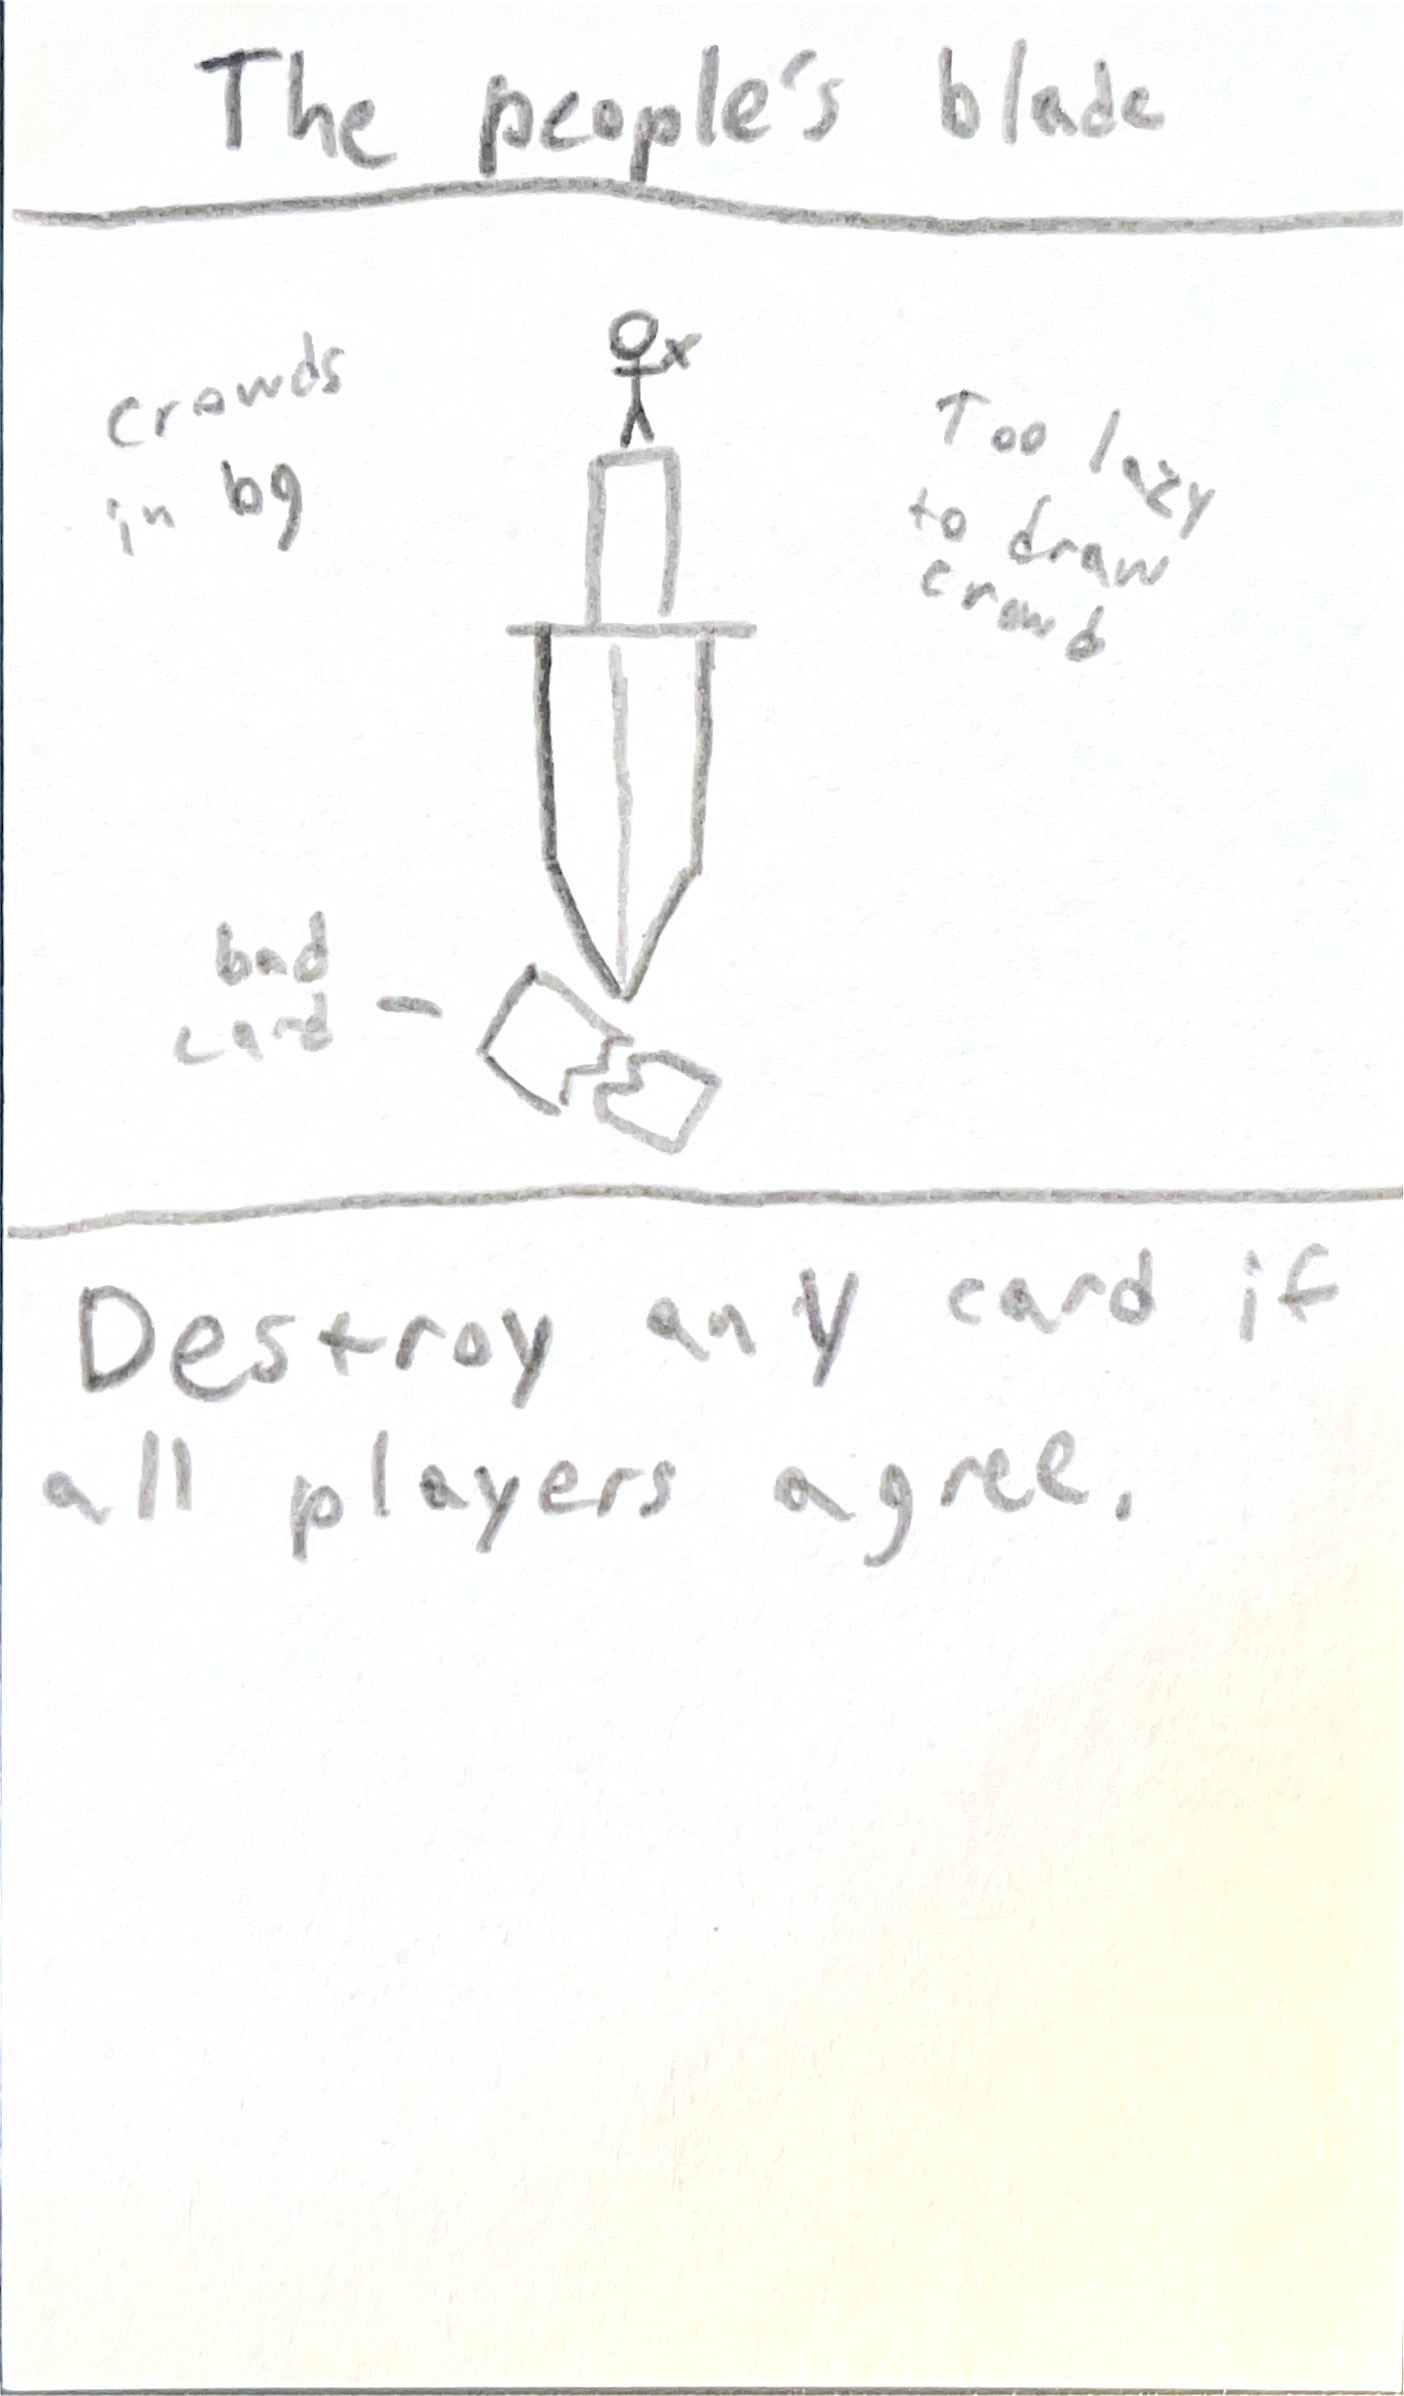 The people's blade
crowds
in bg
Too lazy
to draw
crowd
bad
card
Destroy any card if
all players agree.